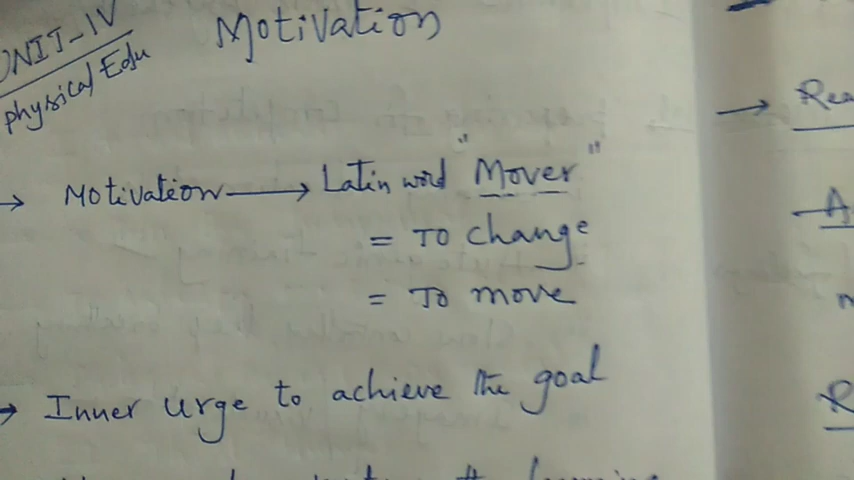 UNIT-IV
physical Edu
Motivation
→ Motivation → Latin word "Mover"
= To change
= To move
→ Inner urge to achieve the goal
→